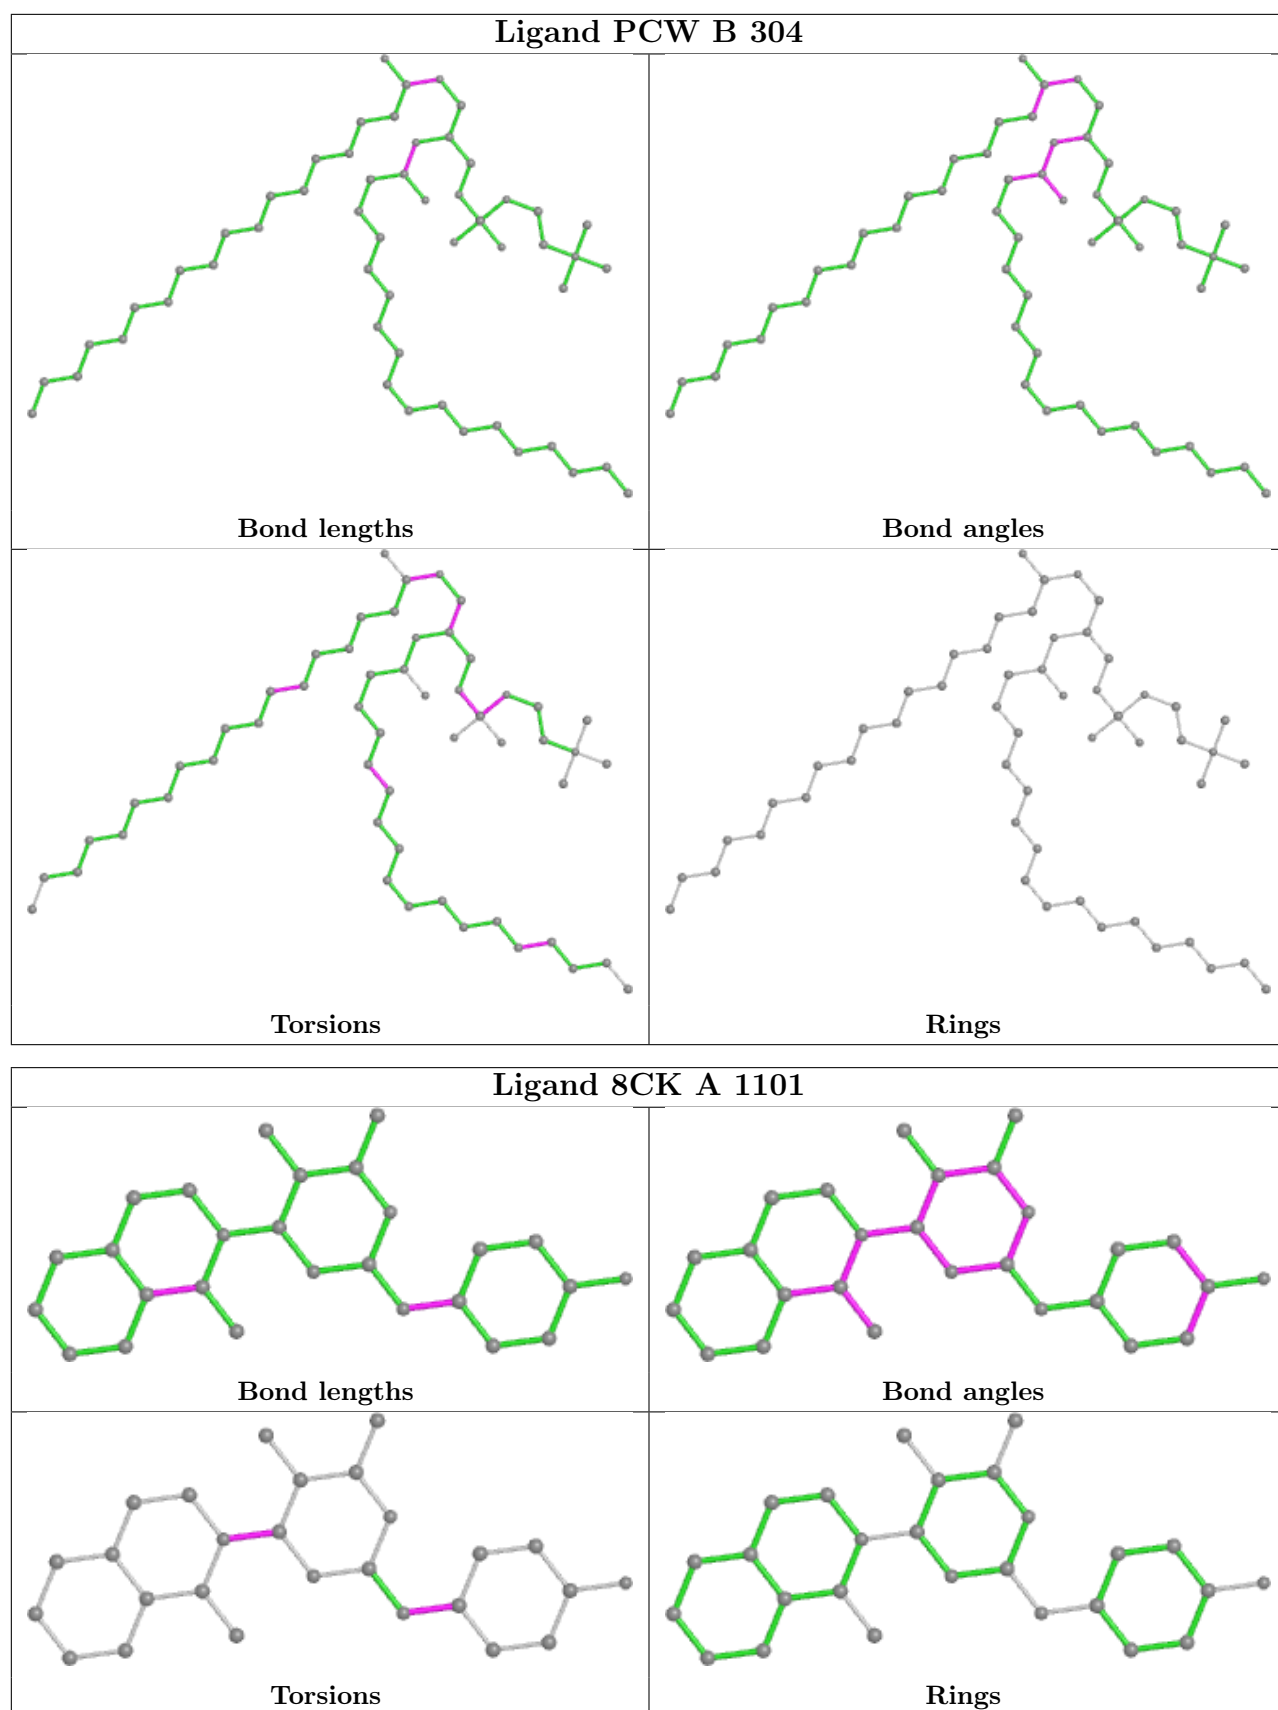 Ligand PCW B 304
Bond lengths
Bond angles
Torsions
Rings
Ligand 8CK A 1101
Bond lengths
Bond angles
Torsions
Rings